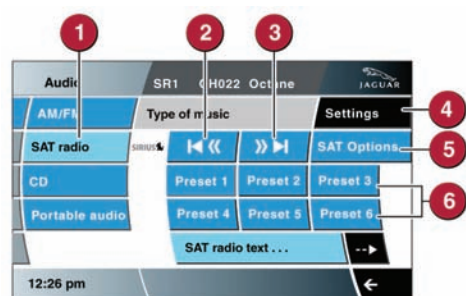 1 2 3
Audio SR1 CH022 Octane JAGUAR
AM/FM Type of music Settings 4
SAT radio SIRIUS SAT Options 5
CD Preset 1 Preset 2 Preset 3
Portable audio Preset 4 Preset 5 Preset 6 6
SAT radio text . . .
12:26 pm